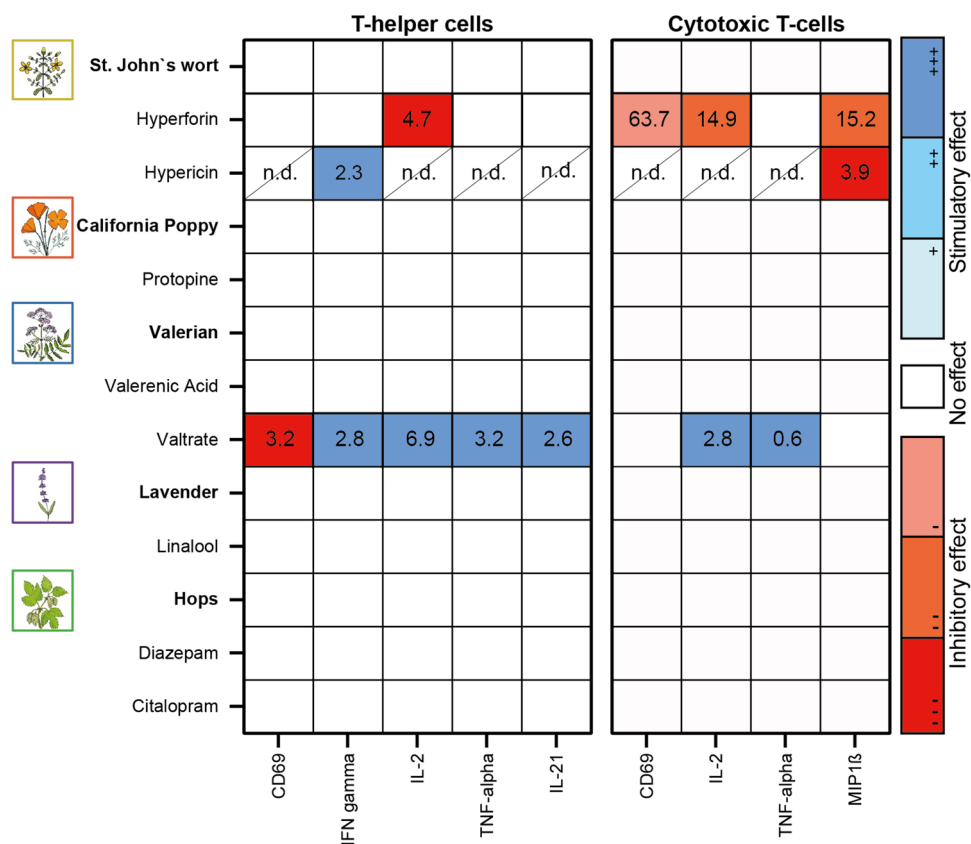 T-helper cells
Cytotoxic T-cells
St. John`s wort
Hyperforin 4.7 63.7 14.9 15.2
Hypericin n.d. 2.3 n.d. n.d. n.d. n.d. n.d. n.d. 3.9
California Poppy
Protopine
Valerian
Valerenic Acid
Valtrate 3.2 2.8 6.9 3.2 2.6 2.8 0.6
Lavender
Linalool
Hops
Diazepam
Citalopram
CD69
IFN gamma
IL-2
TNF-alpha
IL-21
CD69
IL-2
TNF-alpha
MIP1ß
+++
++
+
Stimulatory effect
No effect
-
--
---
Inhibitory effect